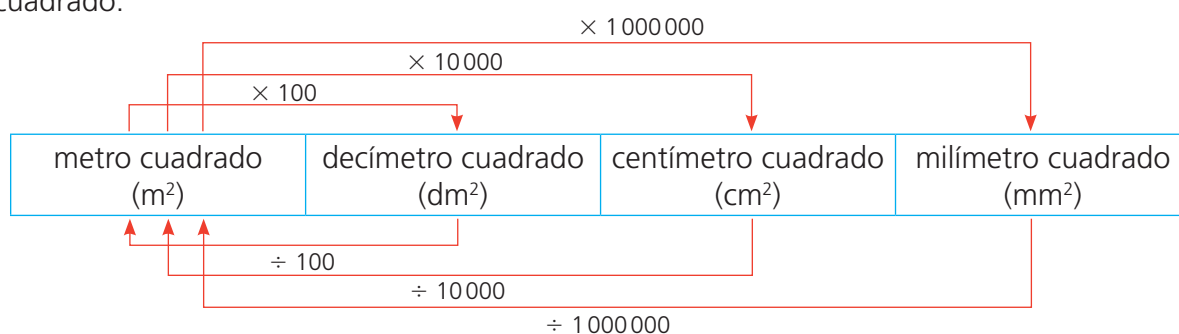 cuadrado.
× 1 000 000
× 10 000
× 100
metro cuadrado
(m²)
decímetro cuadrado
(dm²)
centímetro cuadrado
(cm²)
milímetro cuadrado
(mm²)
÷ 100
÷ 10 000
÷ 1 000 000